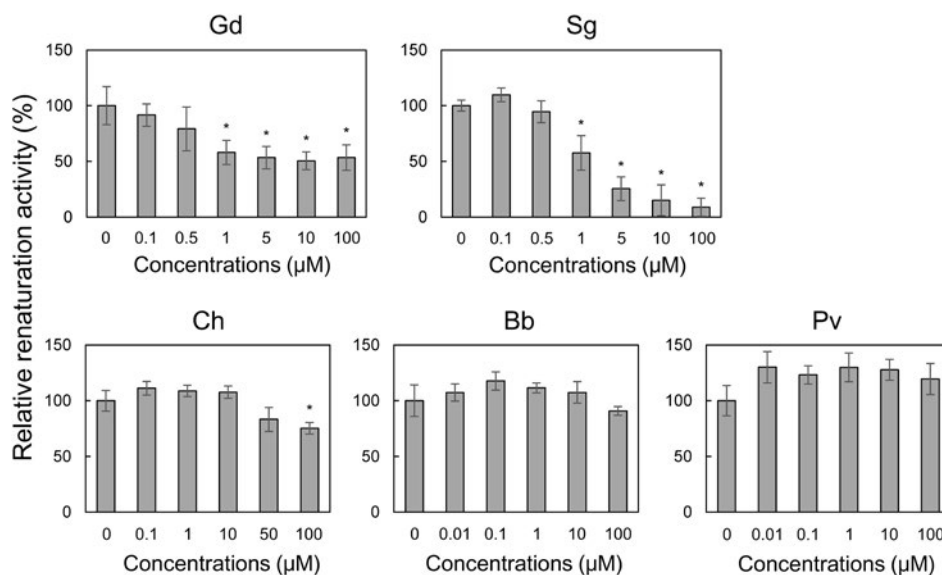 Gd
Sg
Relative renaturation activity (%)
150
100
50
0
* * * *
0 0.1 0.5 1 5 10 100
Concentrations (µM)
150
100
50
0
* * * *
0 0.1 0.5 1 5 10 100
Concentrations (µM)
Ch
Bb
Pv
150
100
50
0
*
0 0.1 1 10 50 100
Concentrations (µM)
150
100
50
0
0 0.01 0.1 1 10 100
Concentrations (µM)
150
100
50
0
0 0.01 0.1 1 10 100
Concentrations (µM)